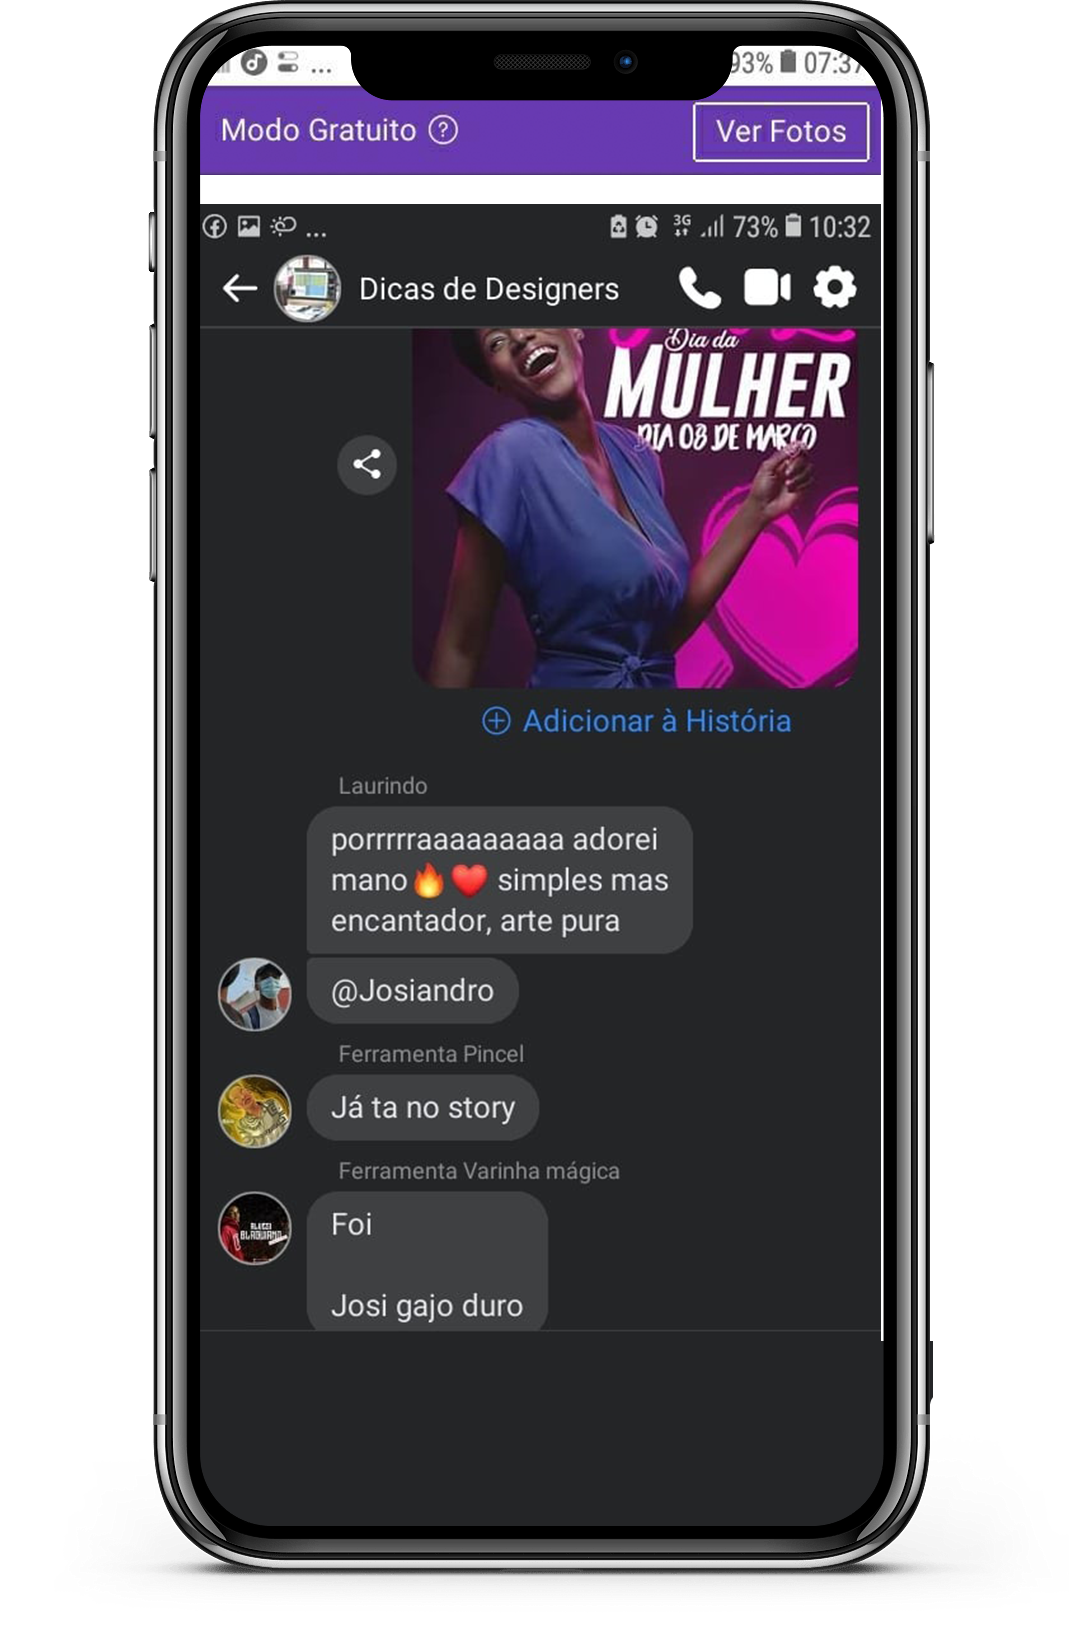 93% 07:37
Modo Gratuito ?
Ver Fotos
3G 73% 10:32
Dicas de Designers
Dia da
MULHER
DIA 08 DE MARÇO
Adicionar à História
Laurindo
porrrrraaaaaaaaa adorei
mano🔥❤️ simples mas
encantador, arte pura
@Josiandro
Ferramenta Pincel
Já ta no story
Ferramenta Varinha mágica
Foi
Josi gajo duro